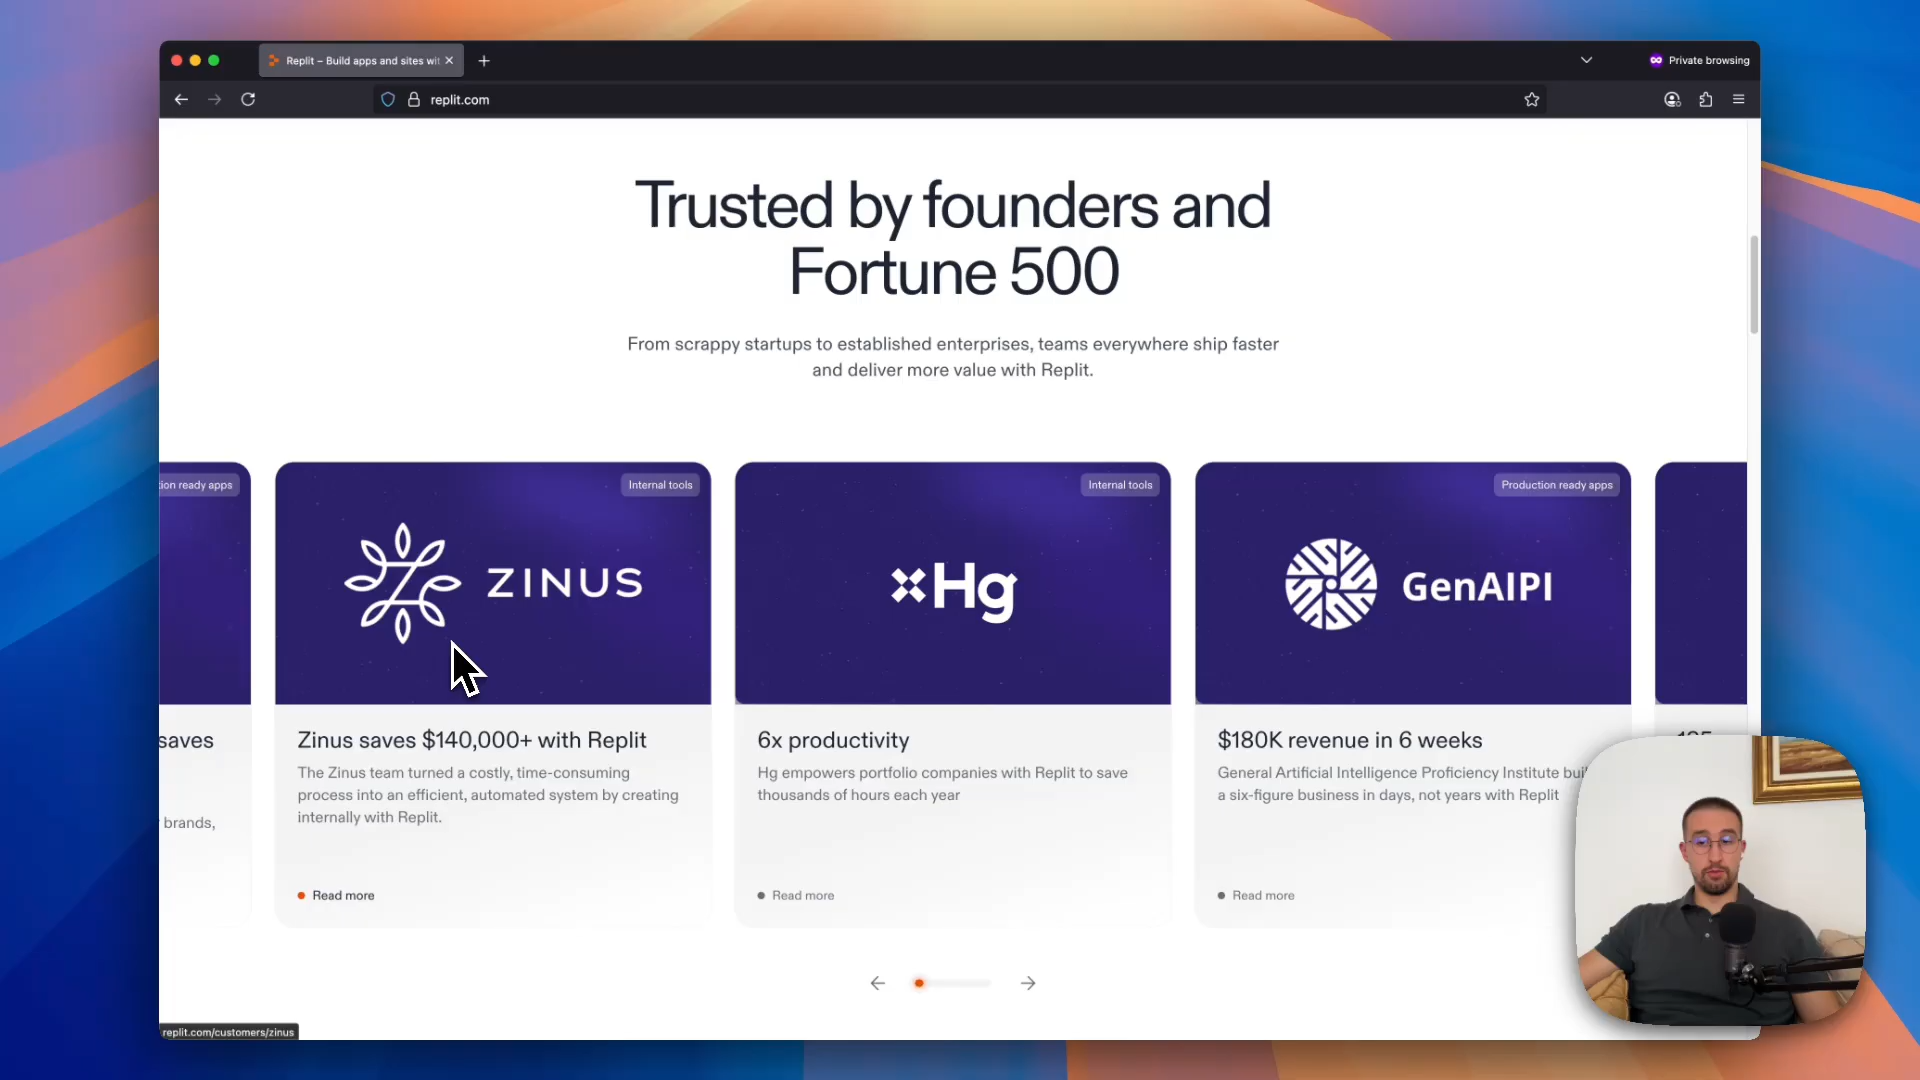 Replit – Build apps and sites wit
Private browsing
replit.com
Trusted by founders and
Fortune 500
From scrappy startups to established enterprises, teams everywhere ship faster
and deliver more value with Replit.
ion ready apps
Internal tools
Internal tools
Production ready apps
ZINUS
Hg
GenAIPI
saves
Zinus saves $140,000+ with Replit
6x productivity
$180K revenue in 6 weeks
The Zinus team turned a costly, time-consuming
process into an efficient, automated system by creating
internally with Replit.
Hg empowers portfolio companies with Replit to save
thousands of hours each year
General Artificial Intelligence Proficiency Institute buil
a six-figure business in days, not years with Replit
brands,
Read more
Read more
Read more
replit.com/customers/zinus